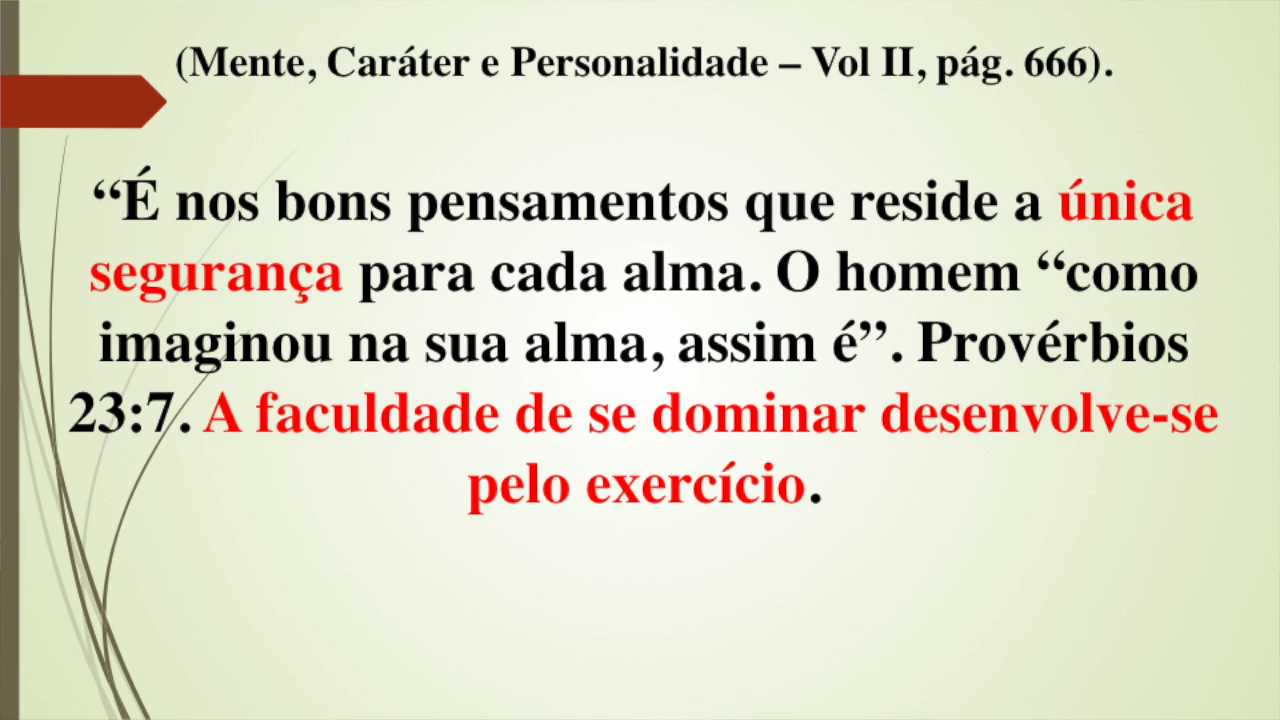 (Mente, Caráter e Personalidade – Vol II, pág. 666).
“É nos bons pensamentos que reside a única
segurança para cada alma. O homem “como
imaginou na sua alma, assim é”. Provérbios
23:7. A faculdade de se dominar desenvolve-se
pelo exercício.